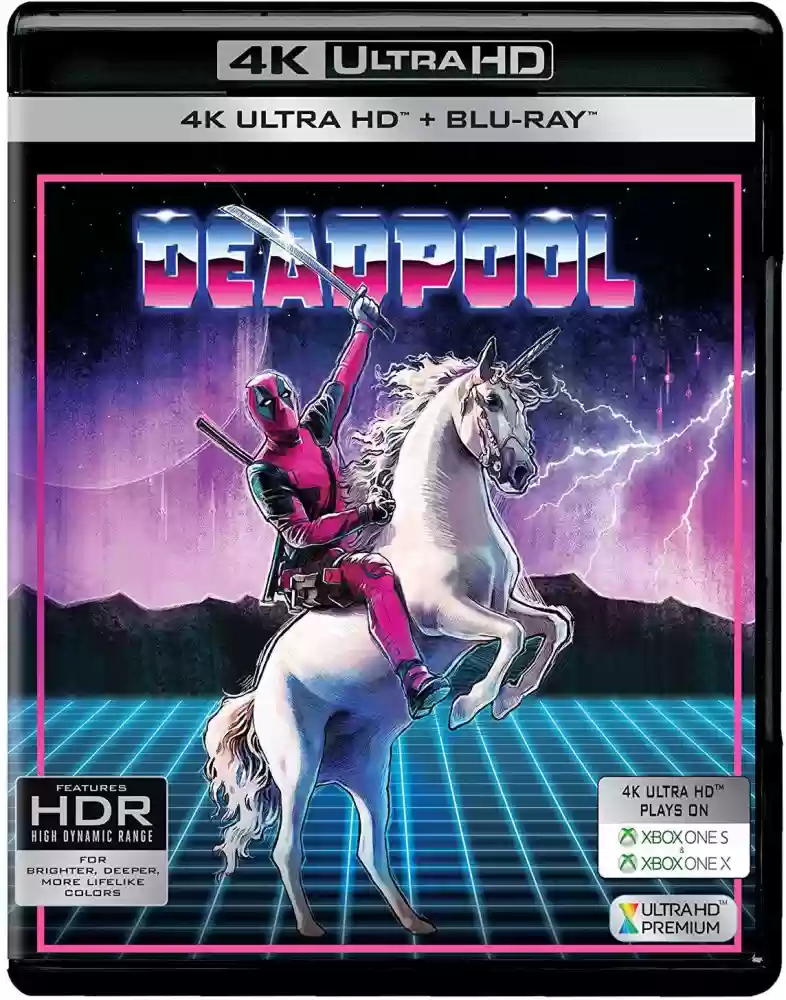 4K ULTRA HD
4K ULTRA HD™ + BLU-RAY™
DEADPOOL
FEATURES
HDR
HIGH DYNAMIC RANGE
FOR
BRIGHTER, DEEPER,
MORE LIFELIKE
COLORS
4K ULTRA HD™
PLAYS ON
XBOX ONE S
&
XBOX ONE X
ULTRA HD™
PREMIUM